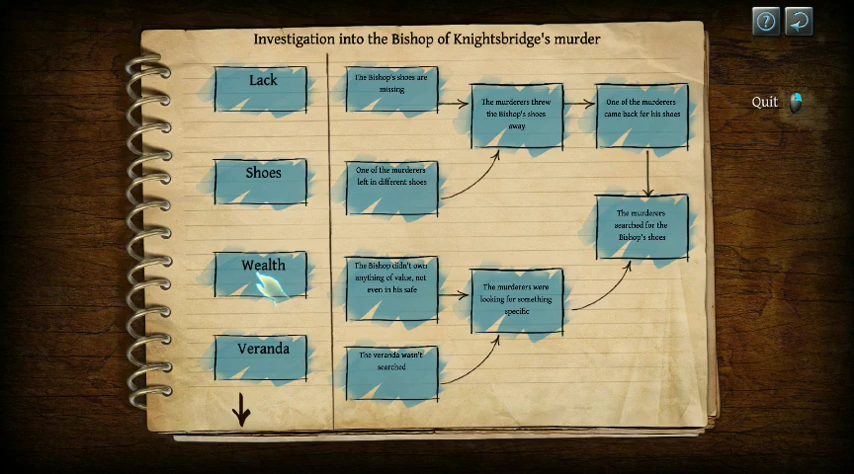 Investigation into the Bishop of Knightsbridge's murder
Lack
Shoes
Wealth
Veranda
The Bishop's shoes are
missing
One of the murderers
left in different shoes
The Bishop didn't own
anything of value, not
even in his safe
The veranda wasn't
searched
The murderers threw
the Bishop's shoes
away
The murderers were
looking for something
specific
One of the murderers
came back for his shoes
The murderers
searched for the
Bishop's shoes
?
Quit